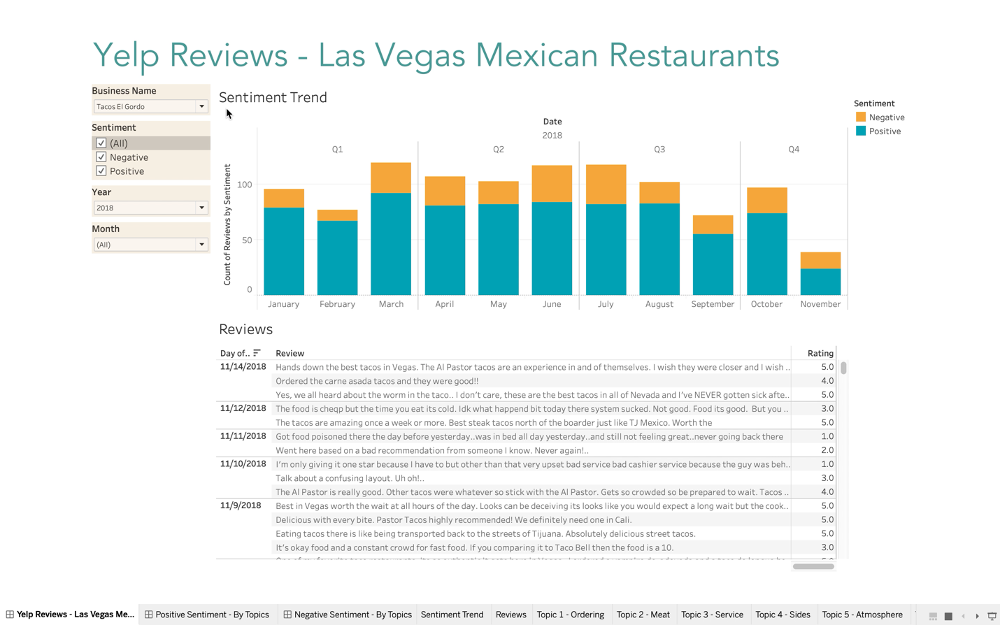 Yelp Reviews - Las Vegas Mexican Restaurants
Business Name
Tacos El Gordo
Sentiment
(All)
Negative
Positive
Year
2018
Month
(All)
Sentiment Trend
Date
2018
Q1 Q2 Q3 Q4
Count of Reviews by Sentiment
100
50
0
January February March April May June July August September October November
Sentiment
Negative
Positive
Reviews
Day of.. Review Rating
11/14/2018 Hands down the best tacos in Vegas. The Al Pastor tacos are an experience in and of themselves. I wish they were closer and I wish .. 5.0
Ordered the carne asada tacos and they were good!! 4.0
Yes, we all heard about the worm in the taco.. I don't care, these are the best tacos in all of Nevada and I've NEVER gotten sick afte.. 5.0
11/12/2018 The food is cheqp but the time you eat its cold. Idk what happend bit today there system sucked. Not good. Food its good. But you .. 3.0
The tacos are amazing once a week or more. Best steak tacos north of the boarder just like TJ Mexico. Worth the 5.0
11/11/2018 Got food poisoned there the day before yesterday..was in bed all day yesterday..and still not feeling great..never going back there 1.0
Went here based on a bad recommendation from someone I know. Never again!.. 2.0
11/10/2018 I'm only giving it one star because I have to but other than that very upset bad service bad cashier service because the guy was beh.. 1.0
Talk about a confusing layout. Uh oh!.. 3.0
The Al Pastor is really good. Other tacos were whatever so stick with the Al Pastor. Gets so crowded so be prepared to wait. Tacos .. 4.0
11/9/2018 Best in Vegas worth the wait at all hours of the day. Looks can be deceiving its looks like you would expect a long wait but the cook.. 5.0
Delicious with every bite. Pastor Tacos highly recommended! We definitely need one in Cali. 5.0
Eating tacos there is like being transported back to the streets of Tijuana. Absolutely delicious street tacos. 5.0
It's okay food and a constant crowd for fast food. If you comparing it to Taco Bell then the food is a 10. 3.0
Yelp Reviews - Las Vegas Me... Positive Sentiment - By Topics Negative Sentiment - By Topics Sentiment Trend Reviews Topic 1 - Ordering Topic 2 - Meat Topic 3 - Service Topic 4 - Sides Topic 5 - Atmosphere